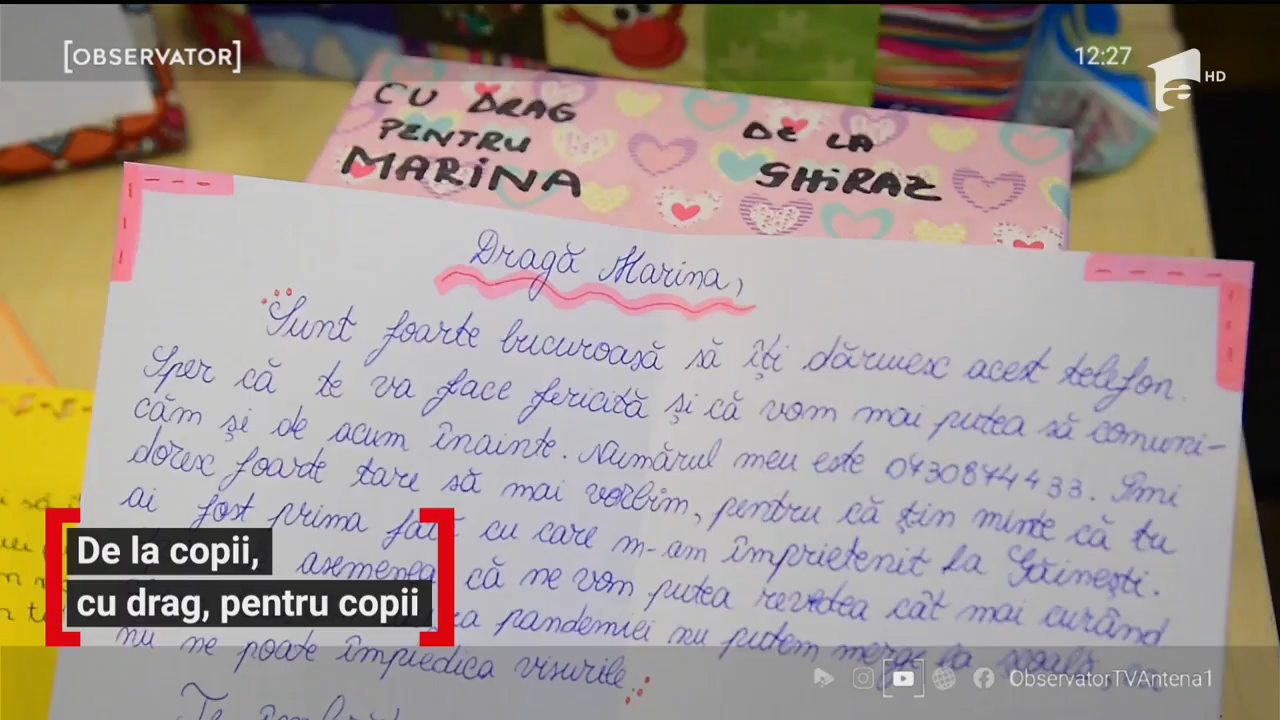 [OBSERVATOR]
12:27
HD
CU DRAG
PENTRU
MARINA
DE LA
SHIRAZ
Dragă Marina,
Sunt foarte bucuroasă să îți dăruiesc acest telefon.
Sper că te va face fericită și că vom mai putea să comuni-
căm și de acum înainte. Numărul meu este 0730874433. Îmi
doresc foarte tare să mai vorbim, pentru că țin minte că tu
ai fost prima fată cu care m-am împrietenit la Găinești.
asemenea că ne vom putea revedea cât mai curând
pandemiei nu putem merge la școală,
nu ne poate împiedica visurile
De la copii,
cu drag, pentru copii
ObservatorTVAntena1